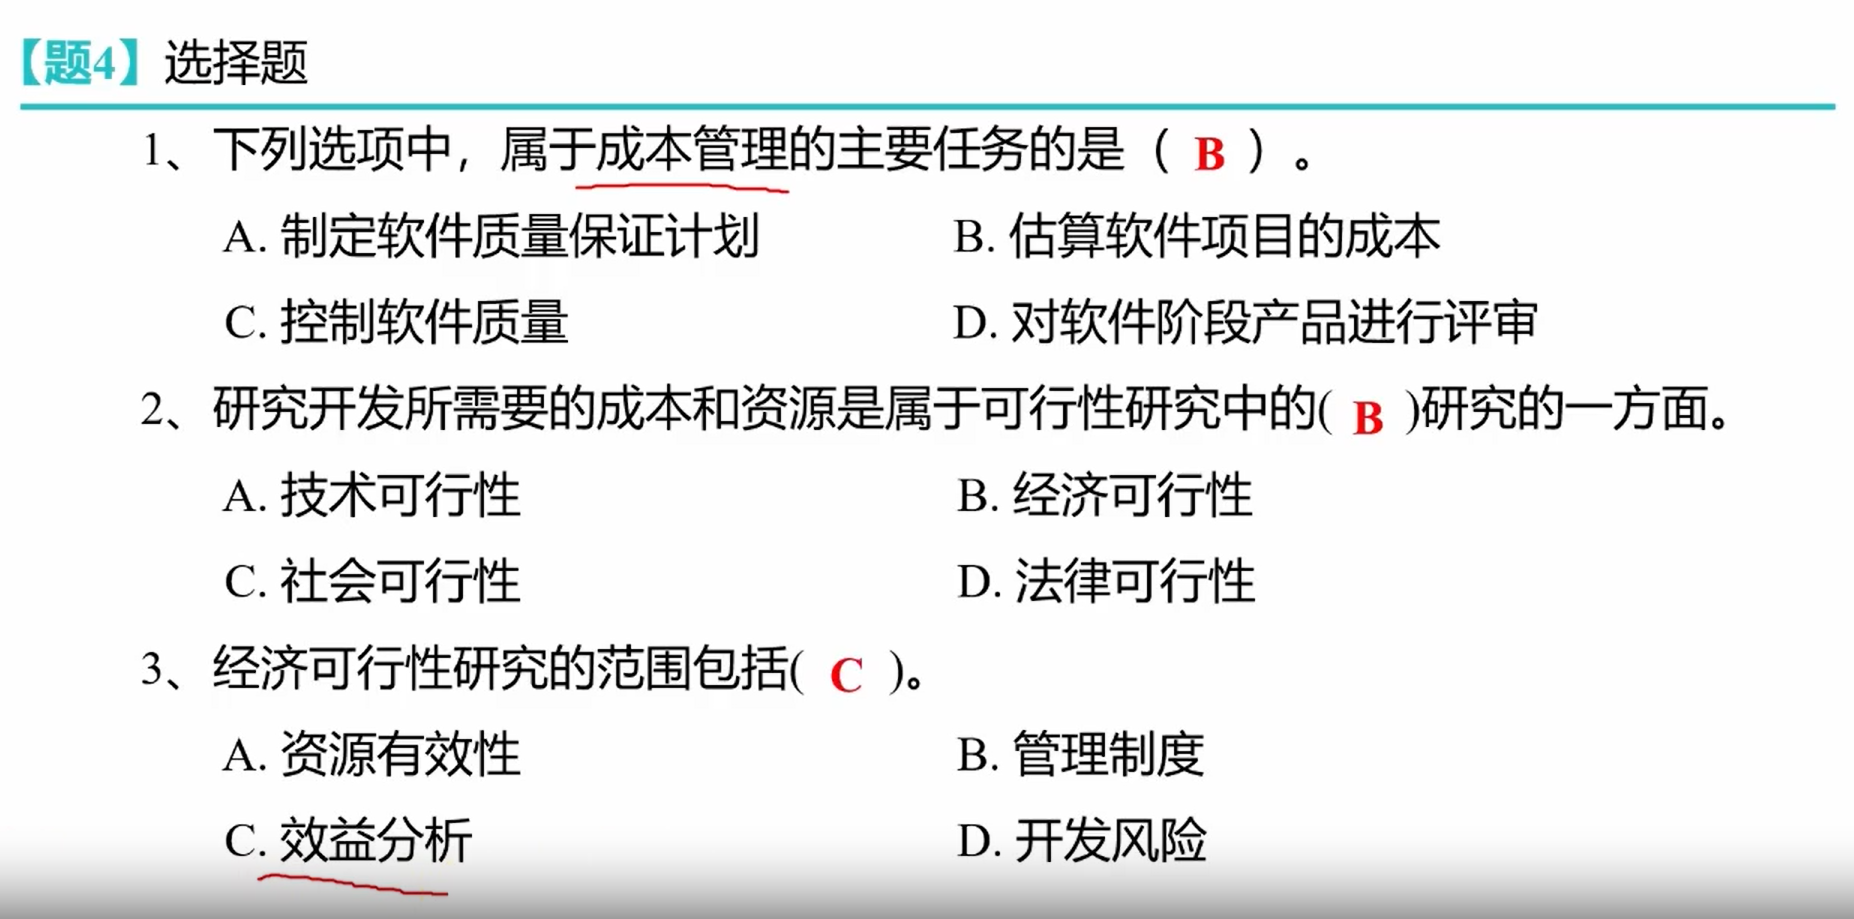 【题4】选择题
1、下列选项中，属于成本管理的主要任务的是（ B ）。
A. 制定软件质量保证计划 B. 估算软件项目的成本
C. 控制软件质量 D. 对软件阶段产品进行评审
2、研究开发所需要的成本和资源是属于可行性研究中的( B )研究的一方面。
A. 技术可行性 B. 经济可行性
C. 社会可行性 D. 法律可行性
3、经济可行性研究的范围包括( C )。
A. 资源有效性 B. 管理制度
C. 效益分析 D. 开发风险